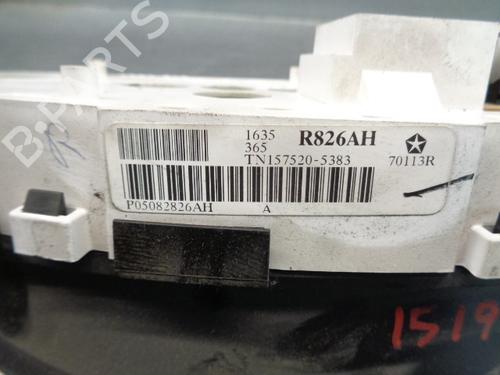 B-PARTS
1635 R826AH
365
TN157520-5383 70113R
P05082826AH A
1519